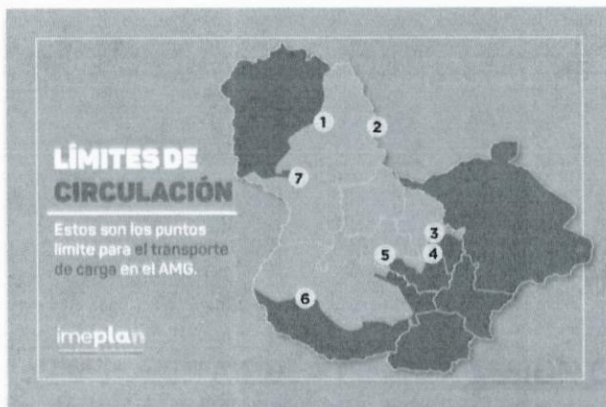 LÍMITES DE
CIRCULACIÓN
Estos son los puntos
límite para el transporte
de carga en el AMG.
imeplan
1
2
7
3
5
4
6